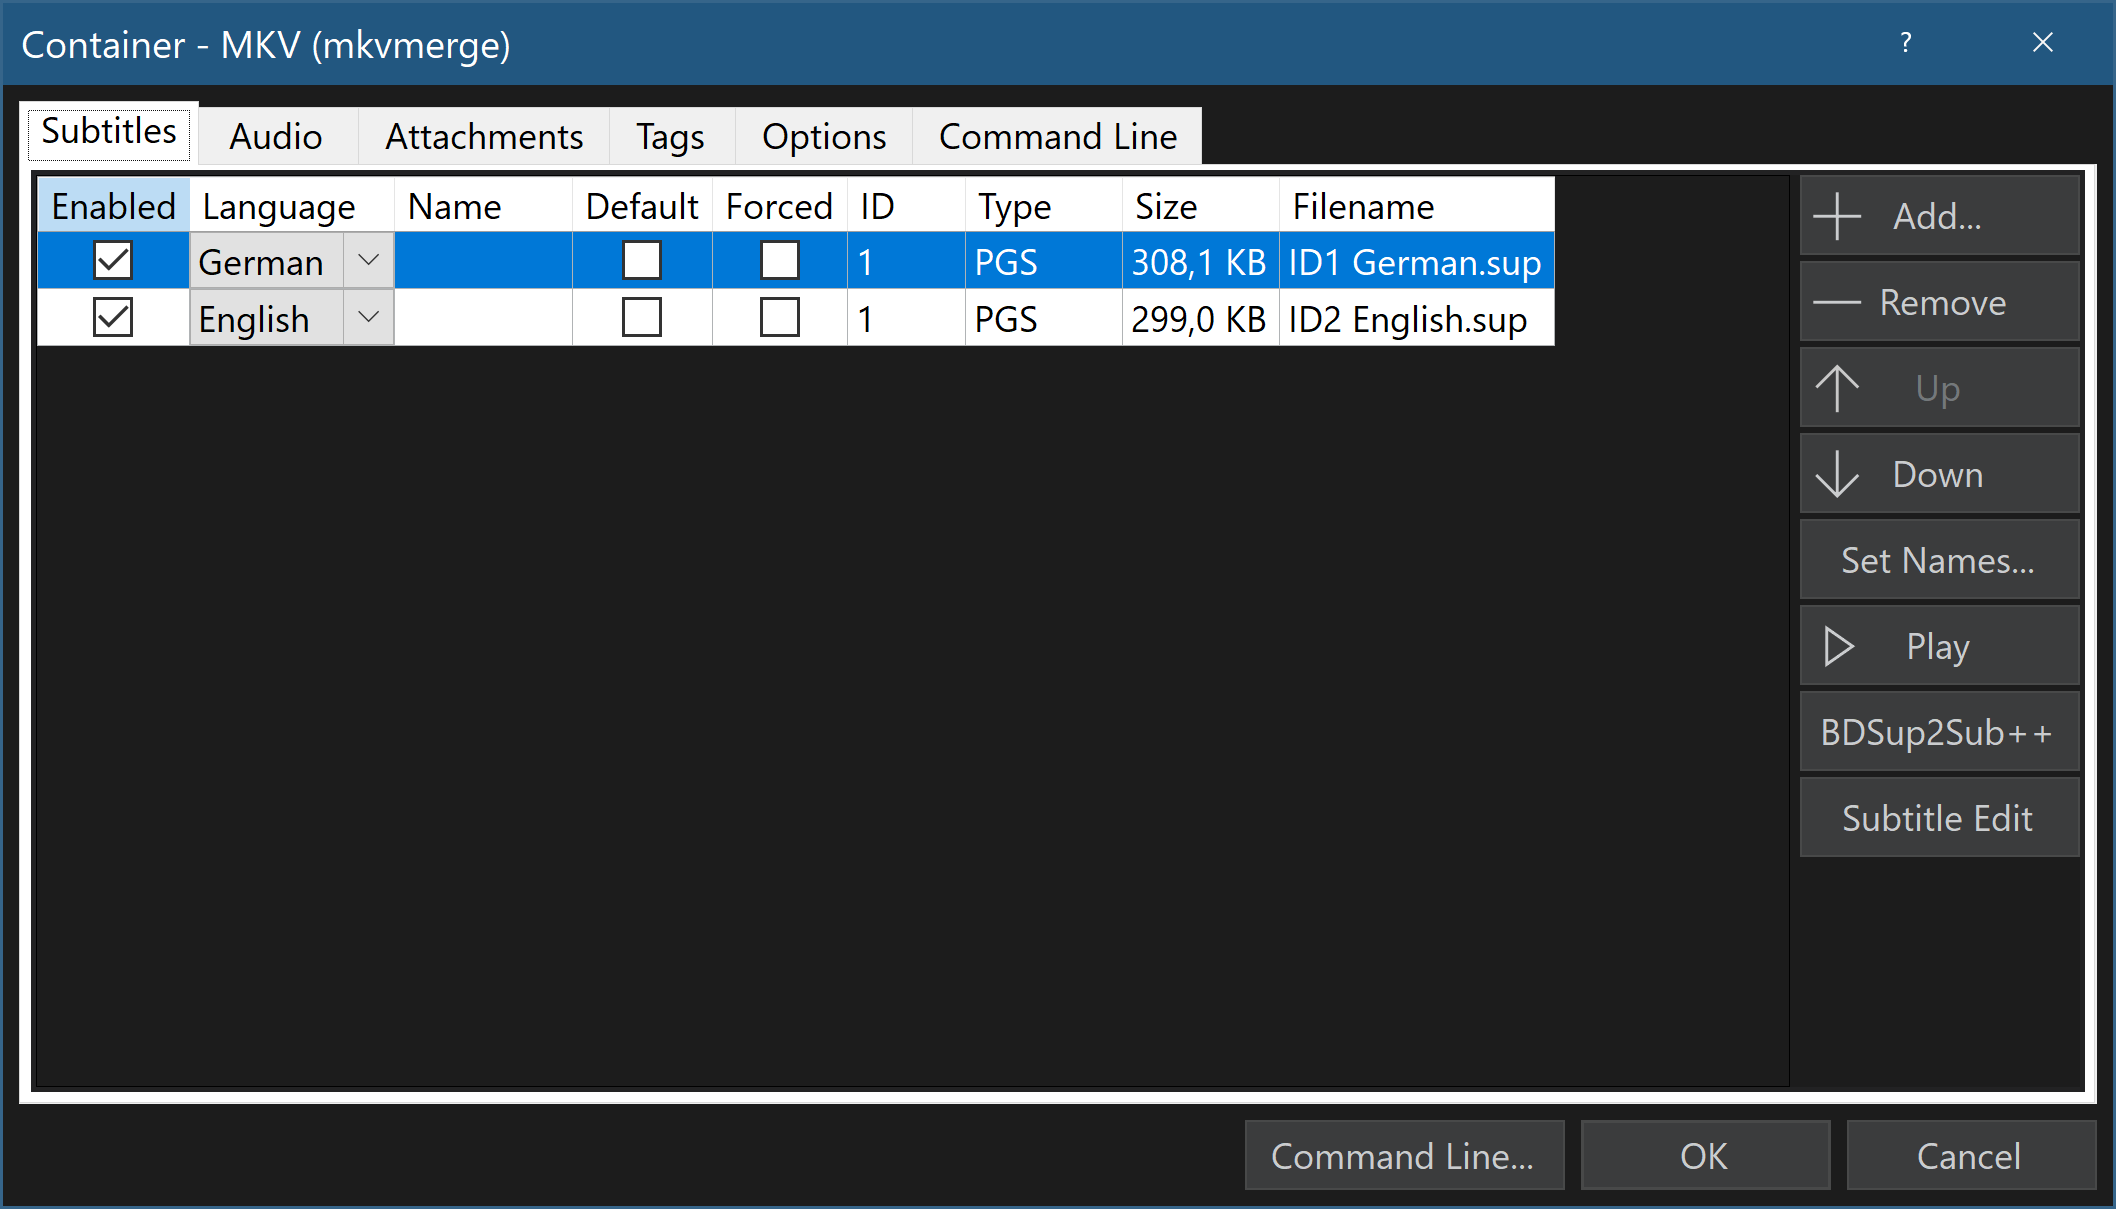 Container - MKV (mkvmerge) ?
Subtitles Audio Attachments Tags Options Command Line
Enabled Language Name Default Forced ID Type Size Filename
German 1 PGS 308,1 KB ID1 German.sup
English 1 PGS 299,0 KB ID2 English.sup
Add...
Remove
Up
Down
Set Names...
Play
BDSup2Sub++
Subtitle Edit
Command Line... OK Cancel